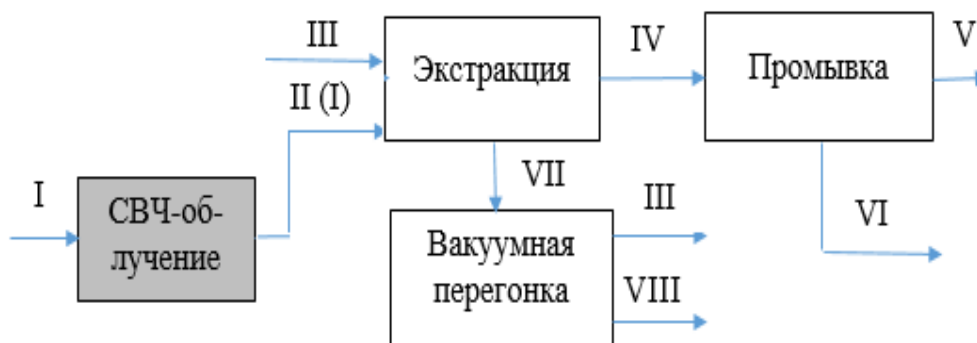 III
Экстракция
IV
Промывка
V
II (I)
I
СВЧ-об-
лучение
VII
III
VI
Вакуумная
перегонка
VIII